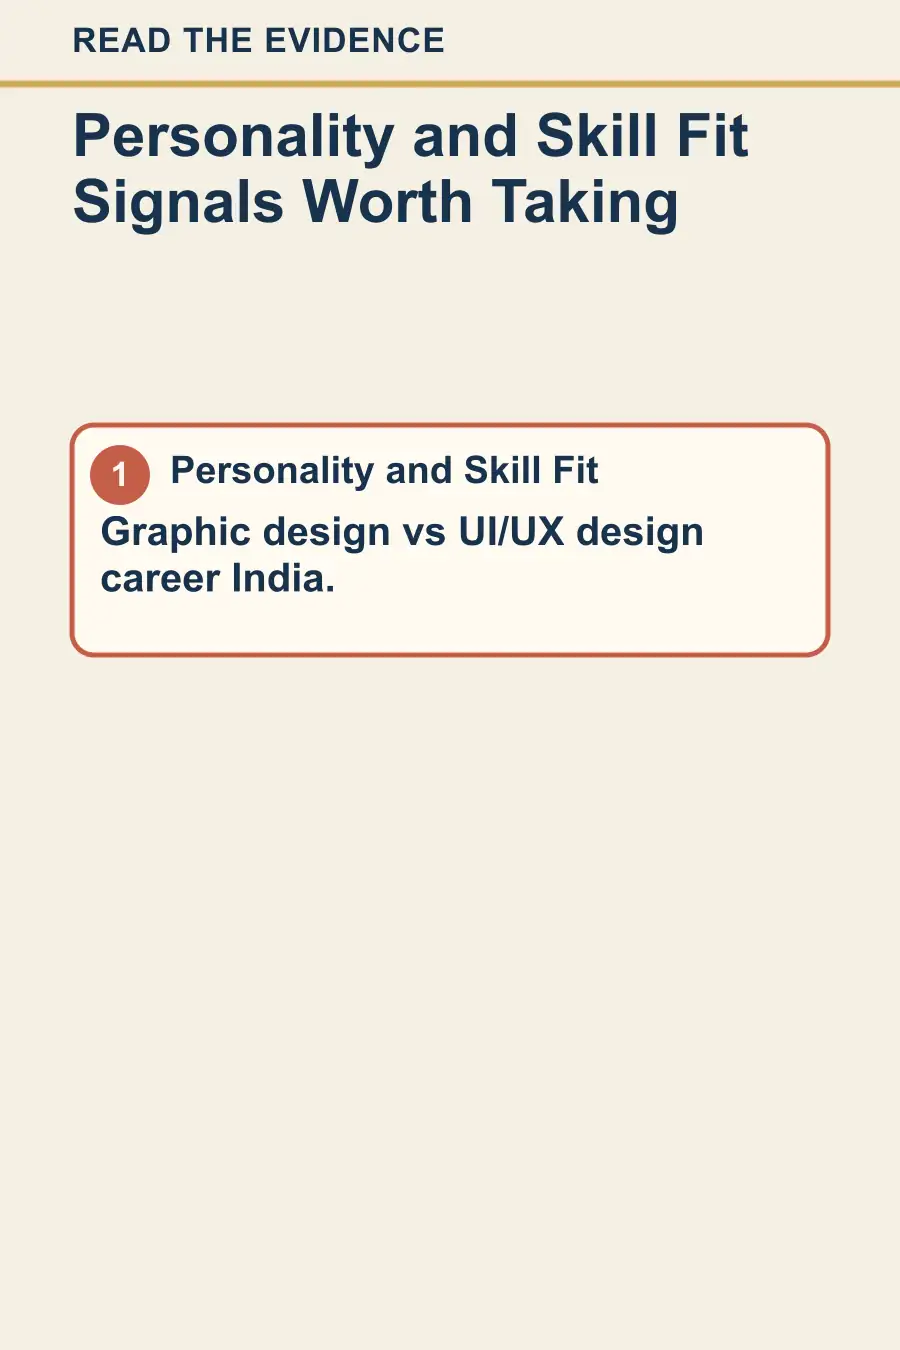 READ THE EVIDENCE
Personality and Skill Fit
Signals Worth Taking
1 Personality and Skill Fit
Graphic design vs UI/UX design
career India.